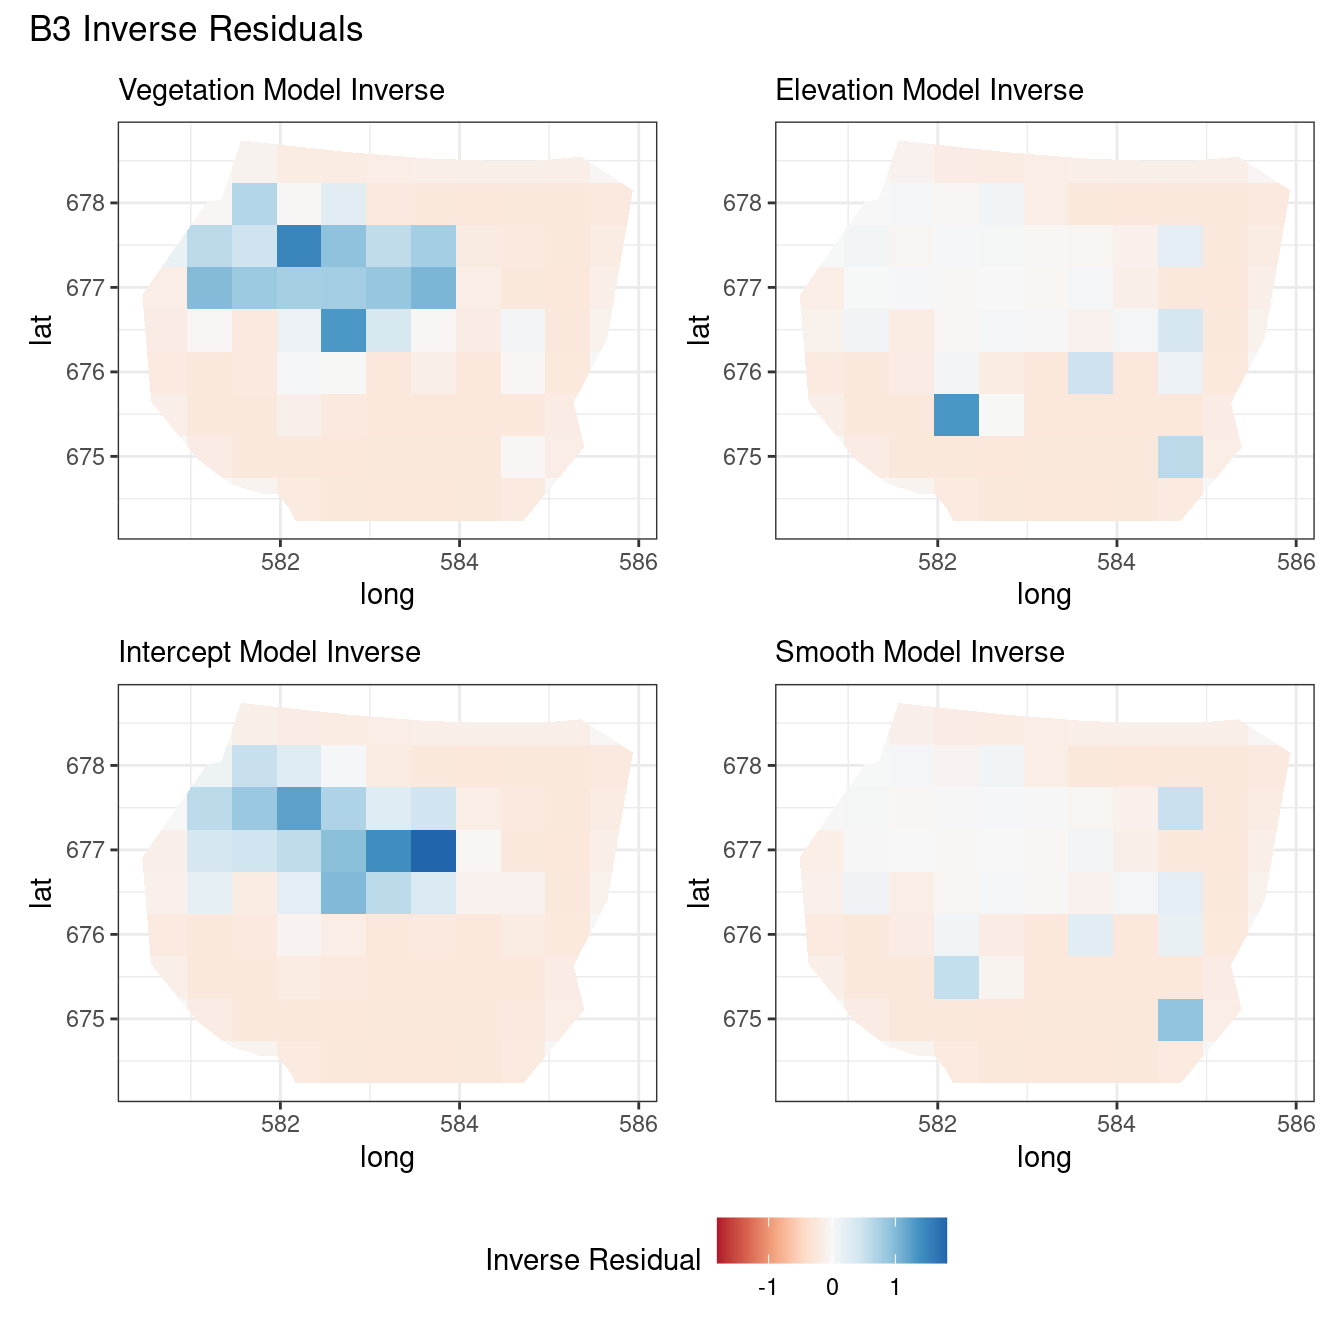 B3 Inverse Residuals
Vegetation Model Inverse
Elevation Model Inverse
678
677
676
675
lat
582 584 586
long
678
677
676
675
lat
582 584 586
long
Intercept Model Inverse
Smooth Model Inverse
678
677
676
675
lat
582 584 586
long
678
677
676
675
lat
582 584 586
long
Inverse Residual
-1 0 1